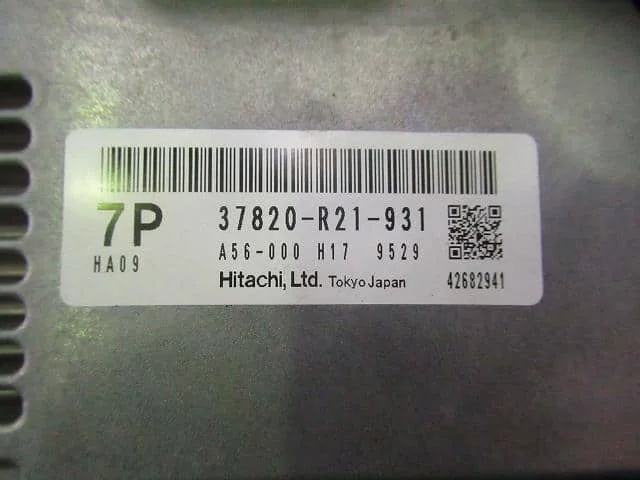 7P 37820-R21-931
HA09 A56-000 H17 9529
Hitachi, Ltd. Tokyo Japan 42682941